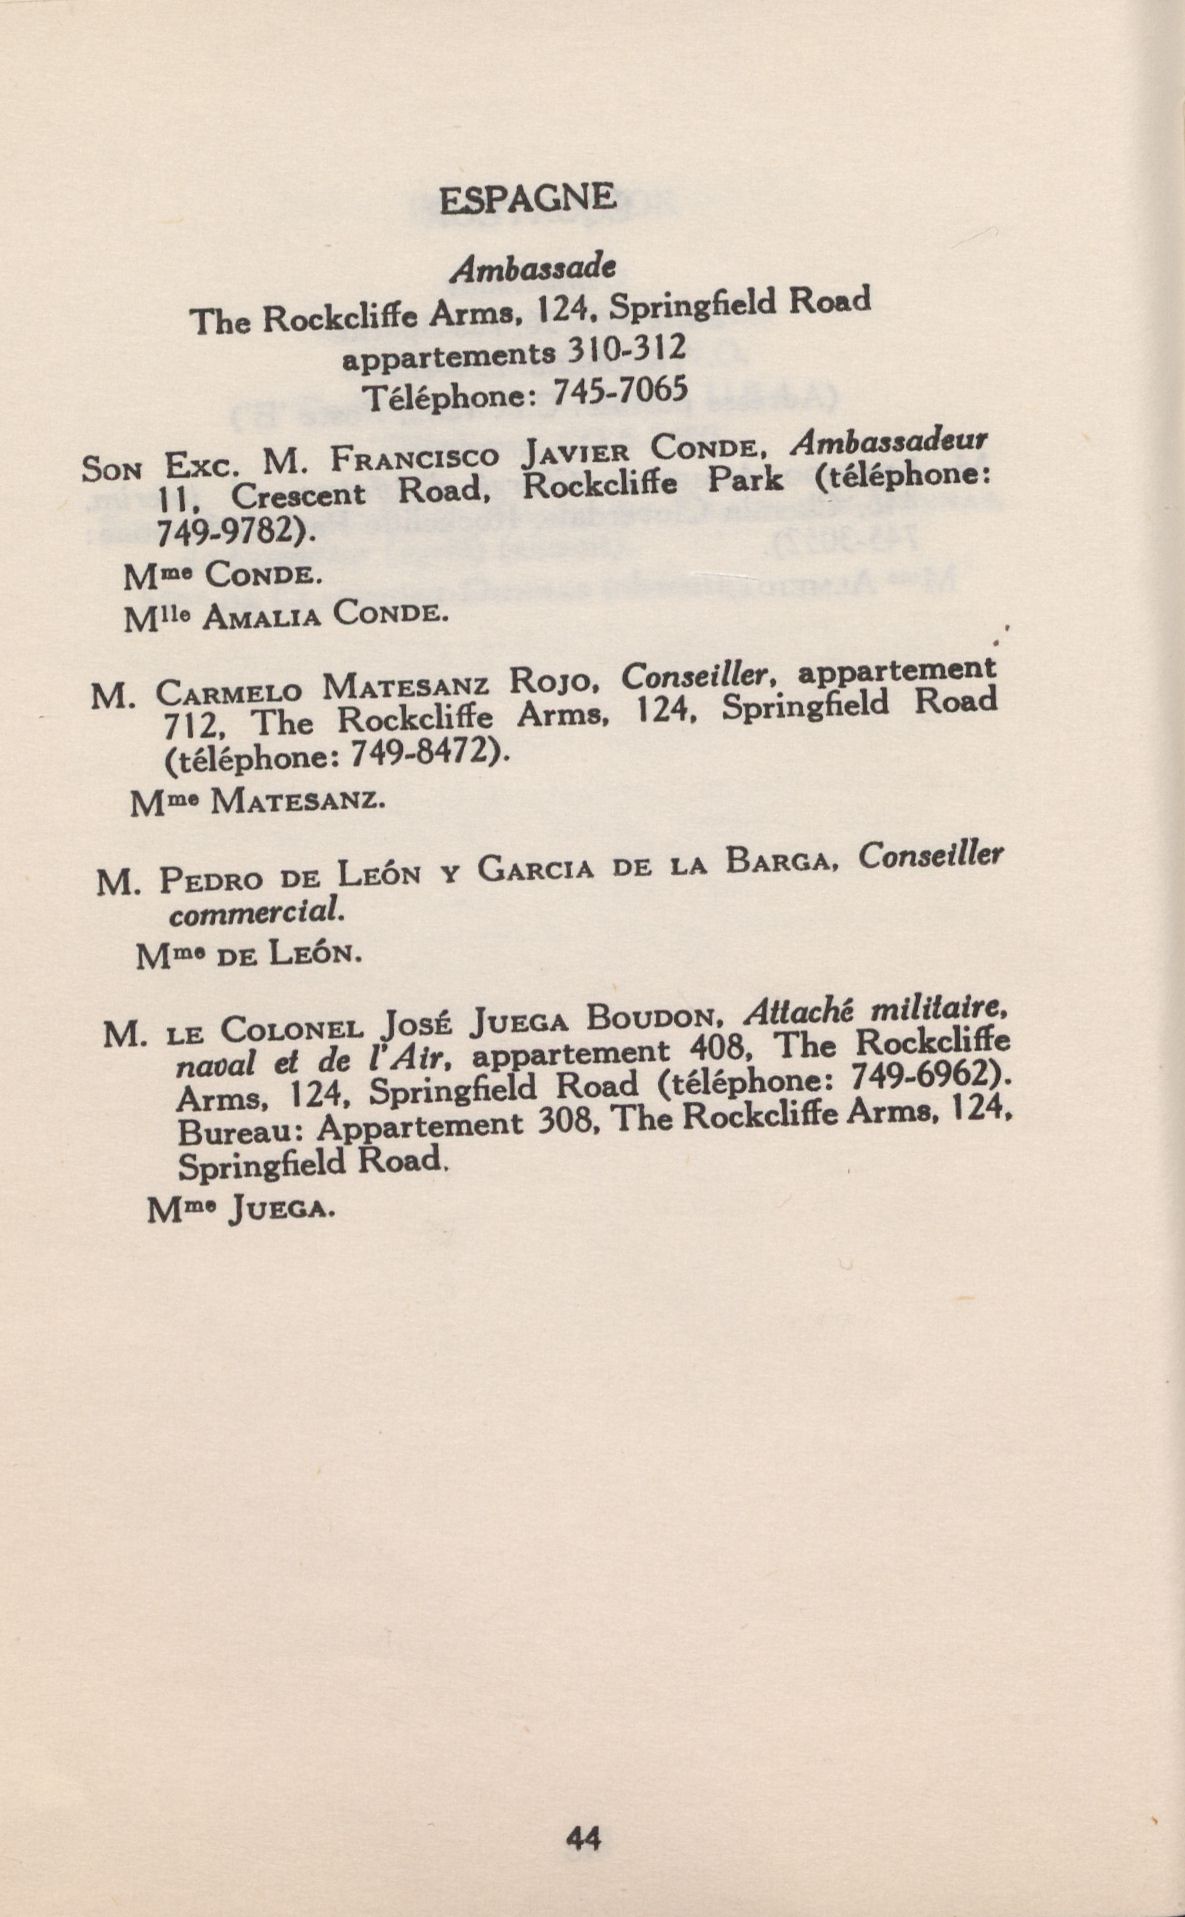 ESPAGNE
Ambassade
The Rockcliffe Arms, 124, Springfield Road
appartements 310-312
Téléphone: 745-7065
SON EXC. M. FRANCISCO JAVIER CONDE, Ambassadeur
11, Crescent Road, Rockcliffe Park (téléphone:
749-9782).
Mme CONDE.
Mlle AMALIA CONDE.
M. CARMELO MATESANZ ROJO, Conseiller, appartement
712, The Rockcliffe Arms, 124, Springfield Road
(téléphone: 749-8472).
Mme MATESANZ.
M. PEDRO DE LEÓN Y GARCIA DE LA BARGA, Conseiller
commercial.
Mme DE LEÓN.
M. LE COLONEL JOSÉ JUEGA BOUDON, Attaché militaire,
naval et de l'Air, appartement 408, The Rockcliffe
Arms, 124, Springfield Road (téléphone: 749-6962).
Bureau: Appartement 308, The Rockcliffe Arms, 124,
Springfield Road.
Mme JUEGA.
44